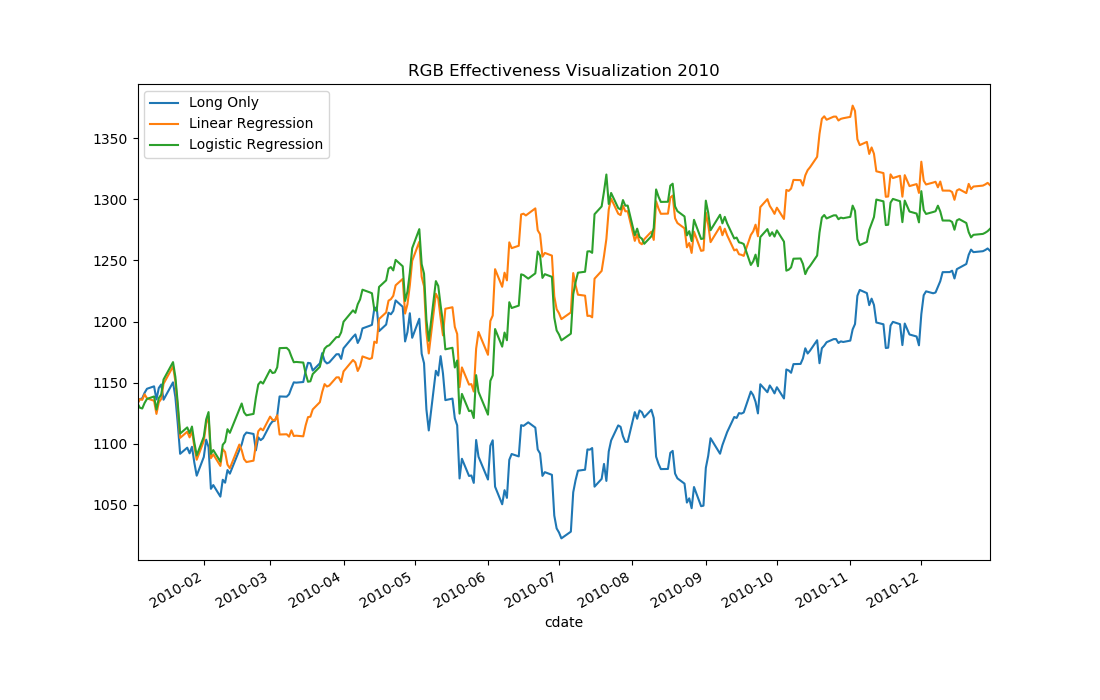 RGB Effectiveness Visualization 2010
Long Only
Linear Regression
Logistic Regression
1350
1300
1250
1200
1150
1100
1050
2010-02 2010-03 2010-04 2010-05 2010-06 2010-07 2010-08 2010-09 2010-10 2010-11 2010-12
cdate